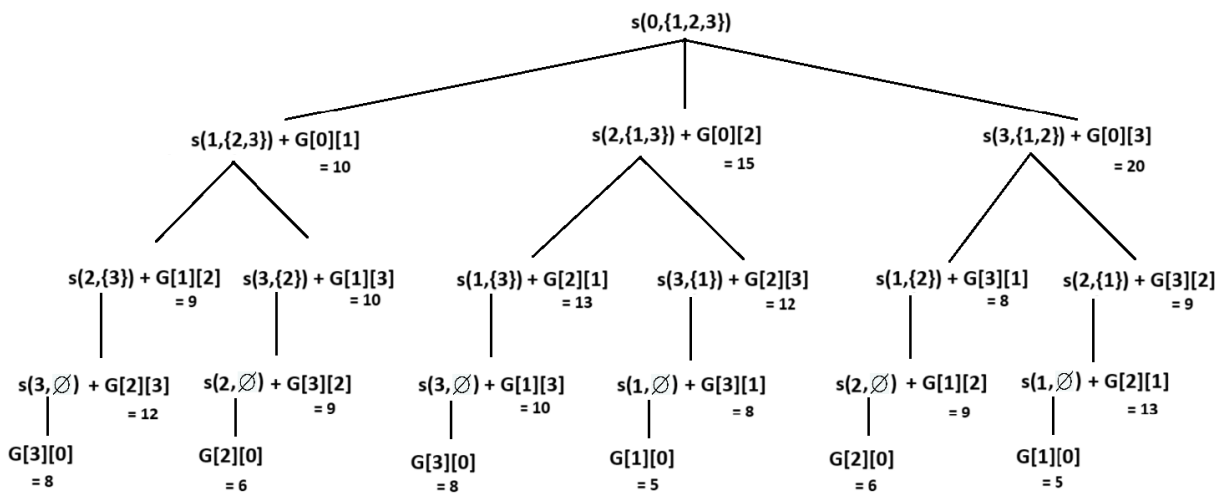 s(0,{1,2,3})
s(1,{2,3}) + G[0][1] s(2,{1,3}) + G[0][2] s(3,{1,2}) + G[0][3]
= 10 = 15 = 20
s(2,{3}) + G[1][2] s(3,{2}) + G[1][3] s(1,{3}) + G[2][1] s(3,{1}) + G[2][3] s(1,{2}) + G[3][1] s(2,{1}) + G[3][2]
= 9 = 10 = 13 = 12 = 8 = 9
s(3,∅) + G[2][3] s(2,∅) + G[3][2] s(3,∅) + G[1][3] s(1,∅) + G[3][1] s(2,∅) + G[1][2] s(1,∅) + G[2][1]
= 12 = 9 = 10 = 8 = 9 = 13
G[3][0] G[2][0] G[3][0] G[1][0] G[2][0] G[1][0]
= 8 = 6 = 8 = 5 = 6 = 5